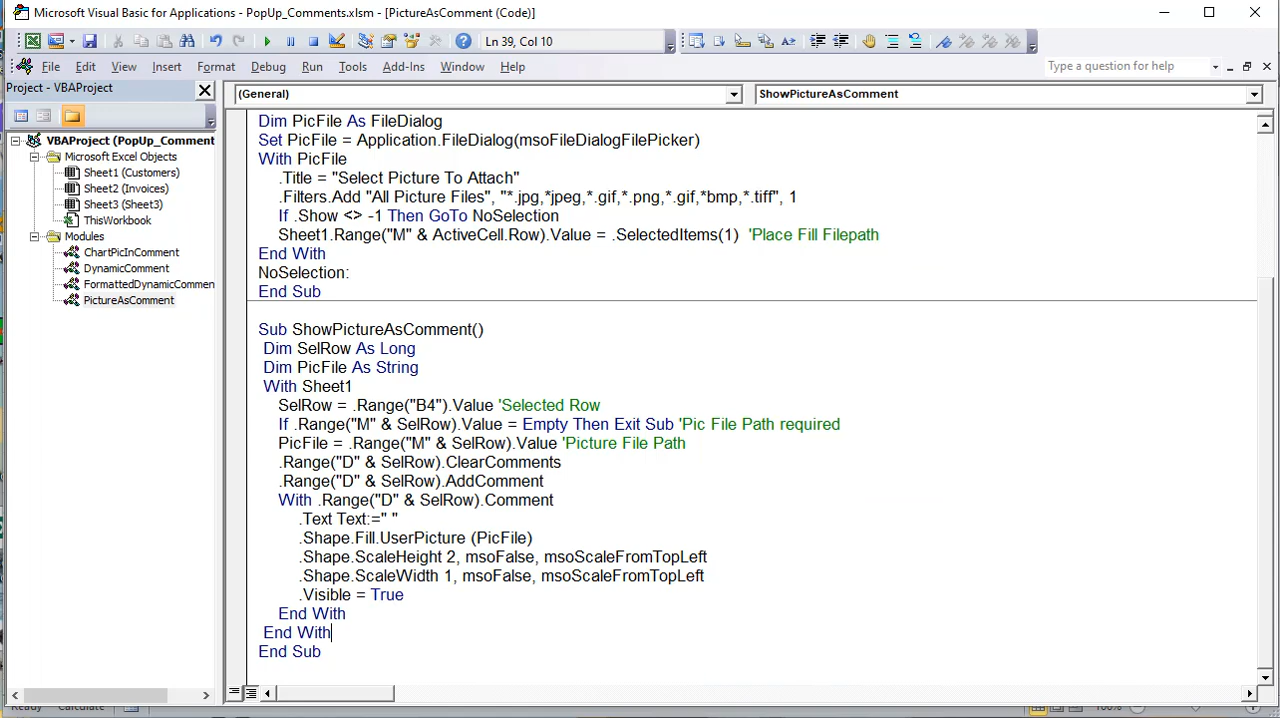 Microsoft Visual Basic for Applications - PopUp_Comments.xlsm - [PictureAsComment (Code)]
Ln 39, Col 10
File Edit View Insert Format Debug Run Tools Add-Ins Window Help
Type a question for help
Project - VBAProject
(General)
ShowPictureAsComment
VBAProject (PopUp_Comment
Microsoft Excel Objects
Sheet1 (Customers)
Sheet2 (Invoices)
Sheet3 (Sheet3)
ThisWorkbook
Modules
ChartPicInComment
DynamicComment
FormattedDynamicCommen
PictureAsComment
Dim PicFile As FileDialog
Set PicFile = Application.FileDialog(msoFileDialogFilePicker)
With PicFile
.Title = "Select Picture To Attach"
.Filters.Add "All Picture Files", "*.jpg,*jpeg,*.gif,*.png,*.gif,*bmp,*.tiff", 1
If .Show <> -1 Then GoTo NoSelection
Sheet1.Range("M" & ActiveCell.Row).Value = .SelectedItems(1) 'Place Fill Filepath
End With
NoSelection:
End Sub
Sub ShowPictureAsComment()
Dim SelRow As Long
Dim PicFile As String
With Sheet1
SelRow = .Range("B4").Value 'Selected Row
If .Range("M" & SelRow).Value = Empty Then Exit Sub 'Pic File Path required
PicFile = .Range("M" & SelRow).Value 'Picture File Path
.Range("D" & SelRow).ClearComments
.Range("D" & SelRow).AddComment
With .Range("D" & SelRow).Comment
.Text Text:=" "
.Shape.Fill.UserPicture (PicFile)
.Shape.ScaleHeight 2, msoFalse, msoScaleFromTopLeft
.Shape.ScaleWidth 1, msoFalse, msoScaleFromTopLeft
.Visible = True
End With
End With
End Sub
Ready Calculate
100%